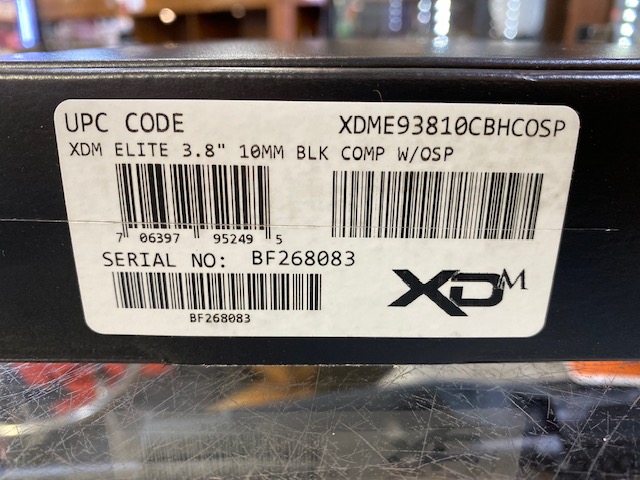 UPC CODE XDME93810CBHCOSP
XDM ELITE 3.8" 10MM BLK COMP W/OSP
7 06397 95249 5
SERIAL NO: BF268083
BF268083
XDM